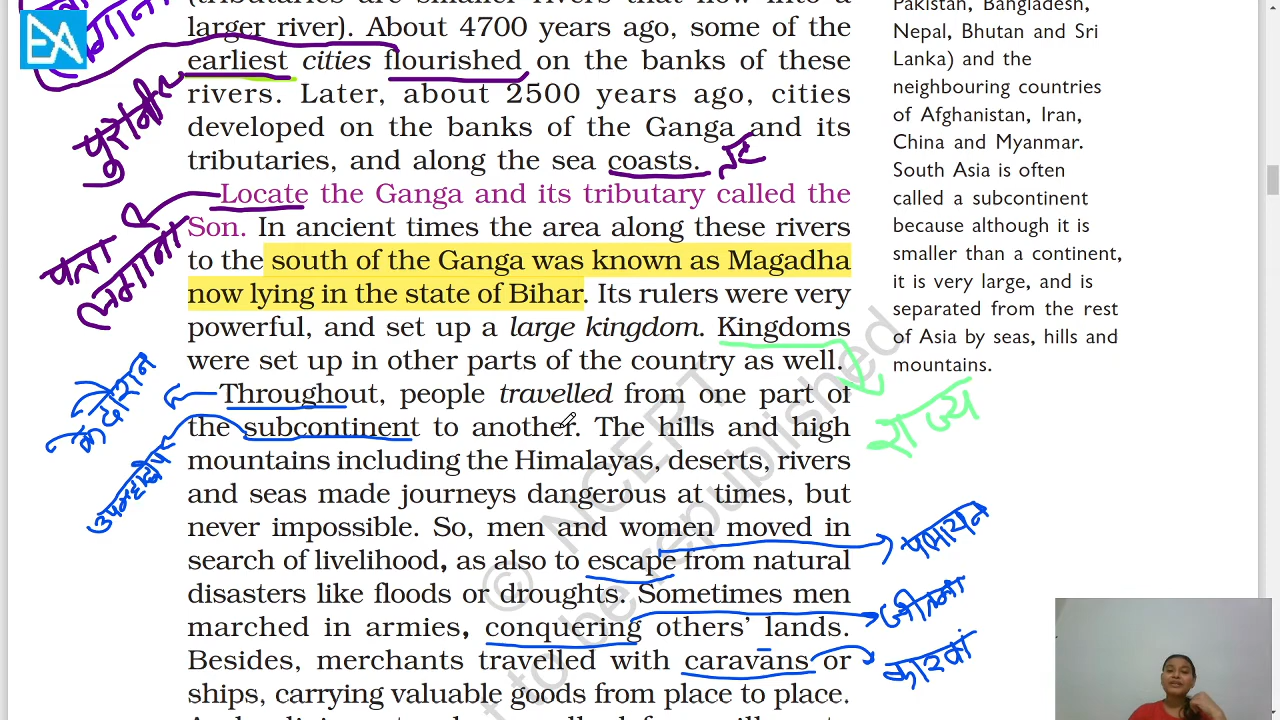 EA
larger river). About 4700 years ago, some of the
earliest cities flourished on the banks of these
rivers. Later, about 2500 years ago, cities
developed on the banks of the Ganga and its
tributaries, and along the sea coasts. तट
Locate the Ganga and its tributary called the
Son. In ancient times the area along these rivers
to the south of the Ganga was known as Magadha
now lying in the state of Bihar. Its rulers were very
powerful, and set up a large kingdom. Kingdoms
were set up in other parts of the country as well.
Throughout, people travelled from one part of
the subcontinent to another. The hills and high
mountains including the Himalayas, deserts, rivers
and seas made journeys dangerous at times, but
never impossible. So, men and women moved in
search of livelihood, as also to escape from natural
disasters like floods or droughts. Sometimes men
marched in armies, conquering others' lands.
Besides, merchants travelled with caravans or
ships, carrying valuable goods from place to place.
पता
लगाना
के दौरान
उपमहाद्वीप
Pakistan, Bangladesh,
Nepal, Bhutan and Sri
Lanka) and the
neighbouring countries
of Afghanistan, Iran,
China and Myanmar.
South Asia is often
called a subcontinent
because although it is
smaller than a continent,
it is very large, and is
separated from the rest
of Asia by seas, hills and
mountains.
राज्य
पलायन
जीतना
कारवां
© NCERT
not to be republished